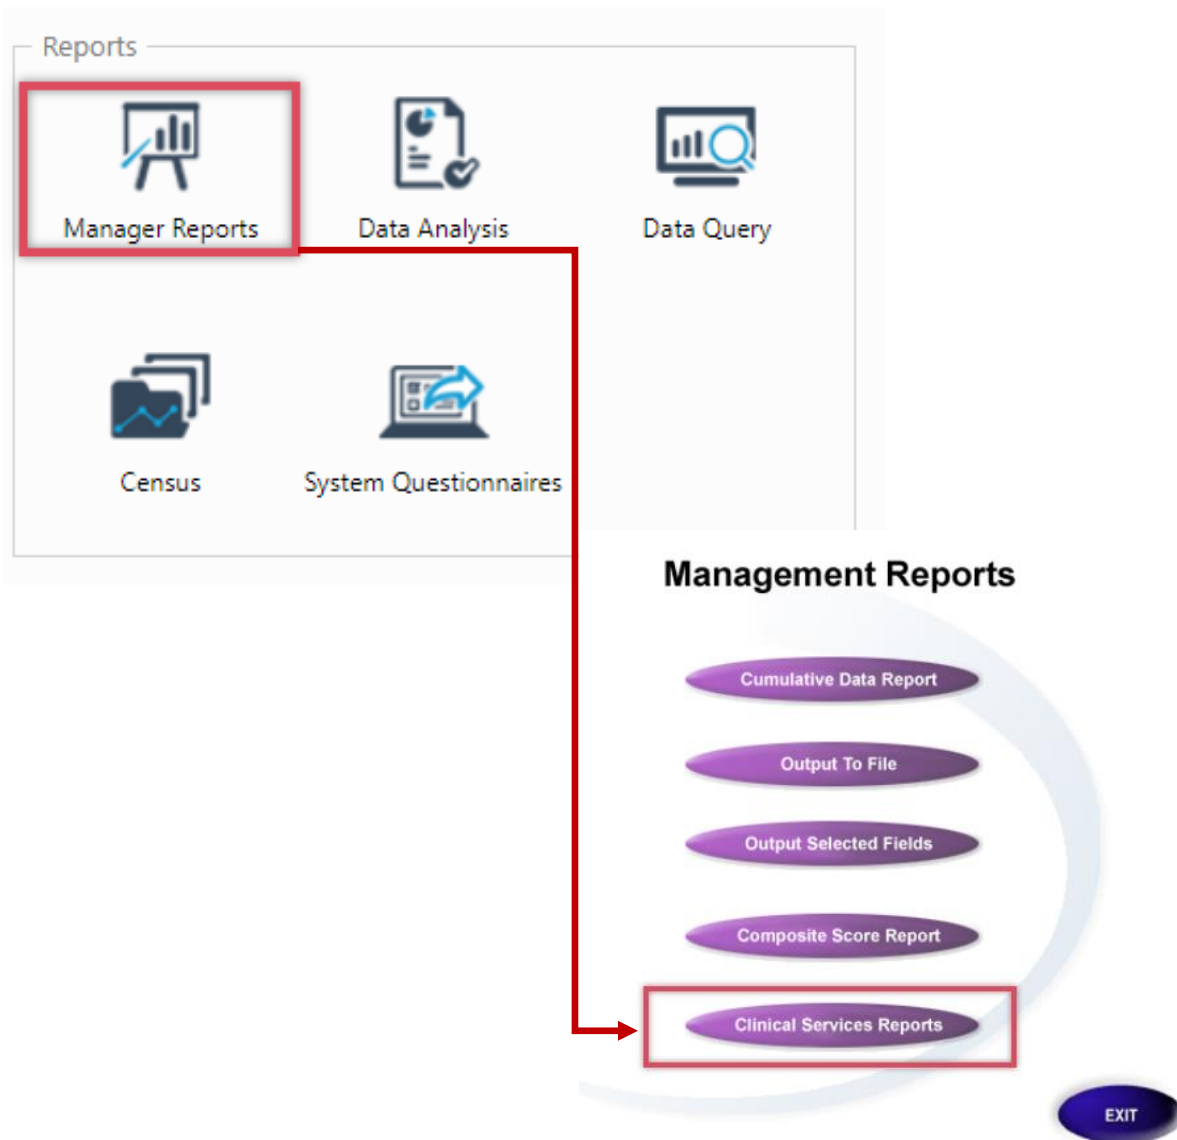 Reports
Manager Reports
Data Analysis
Data Query
Census
System Questionnaires
Management Reports
Cumulative Data Report
Output To File
Output Selected Fields
Composite Score Report
Clinical Services Reports
EXIT